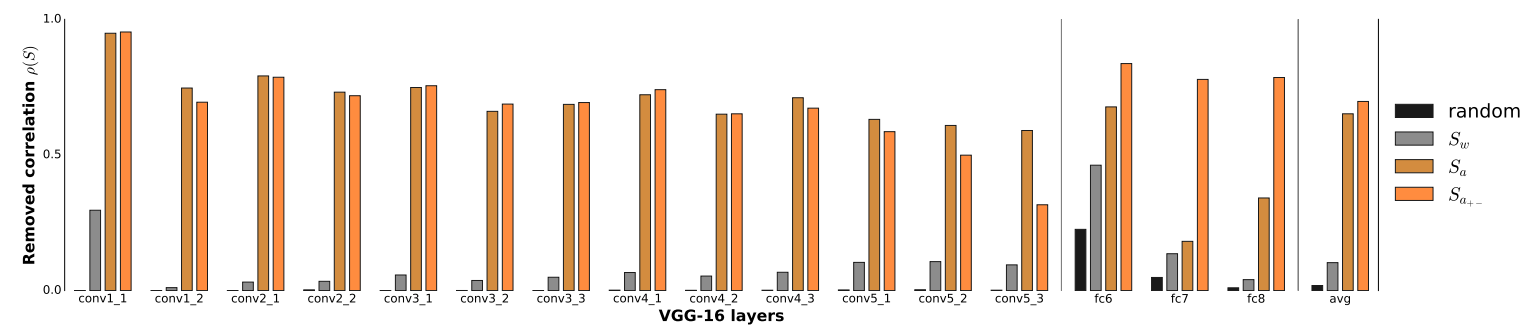 Removed correlation ρ(S)
1.0
0.5
0.0
conv1_1 conv1_2 conv2_1 conv2_2 conv3_1 conv3_2 conv3_3 conv4_1 conv4_2 conv4_3 conv5_1 conv5_2 conv5_3 fc6 fc7 fc8 avg
VGG-16 layers
random
S_w
S_a
S_{a_{+-}}